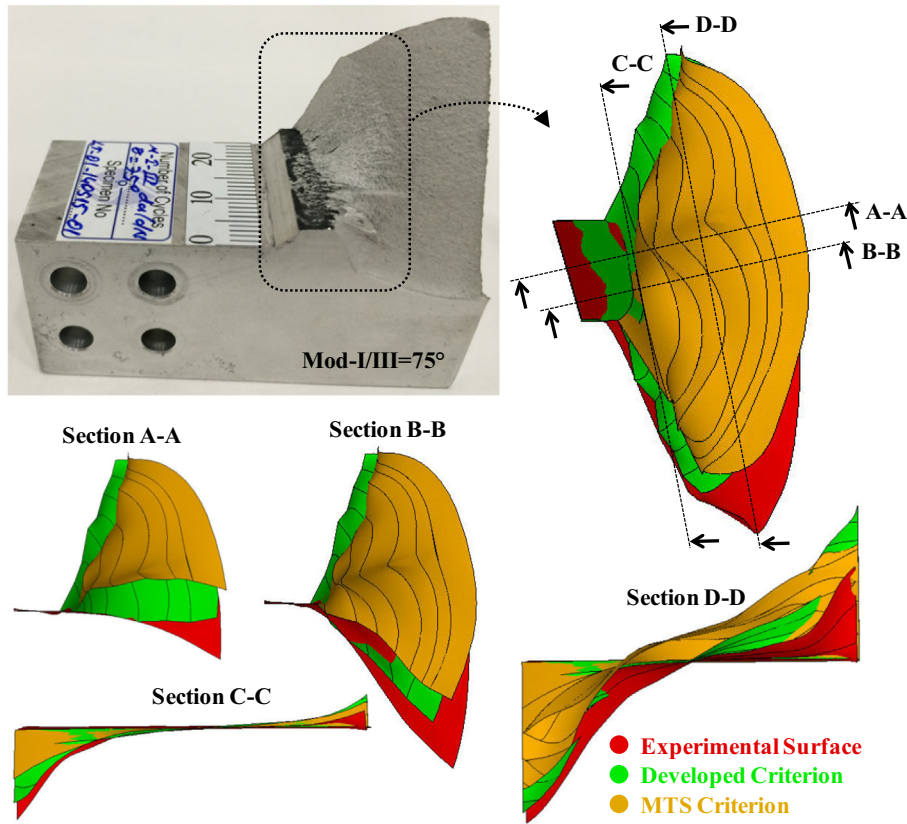 20
10
0
Number of Cycles
Specimen No
Mod-I/III=75°
D-D
C-C
A-A
B-B
Section A-A
Section B-B
Section C-C
Section D-D
Experimental Surface
Developed Criterion
MTS Criterion